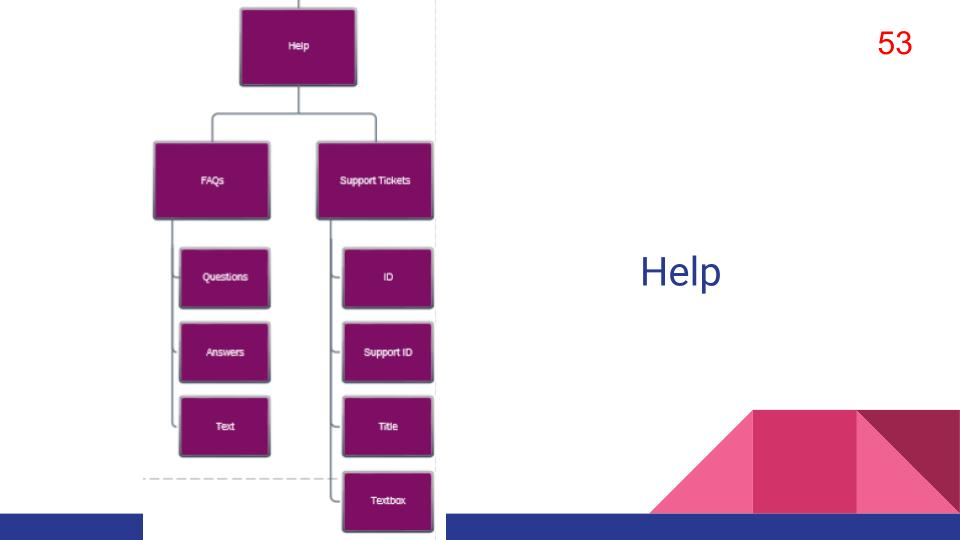 Help
53
FAQs
Support Tickets
Questions
ID
Answers
Support ID
Text
Title
Textbox
Help